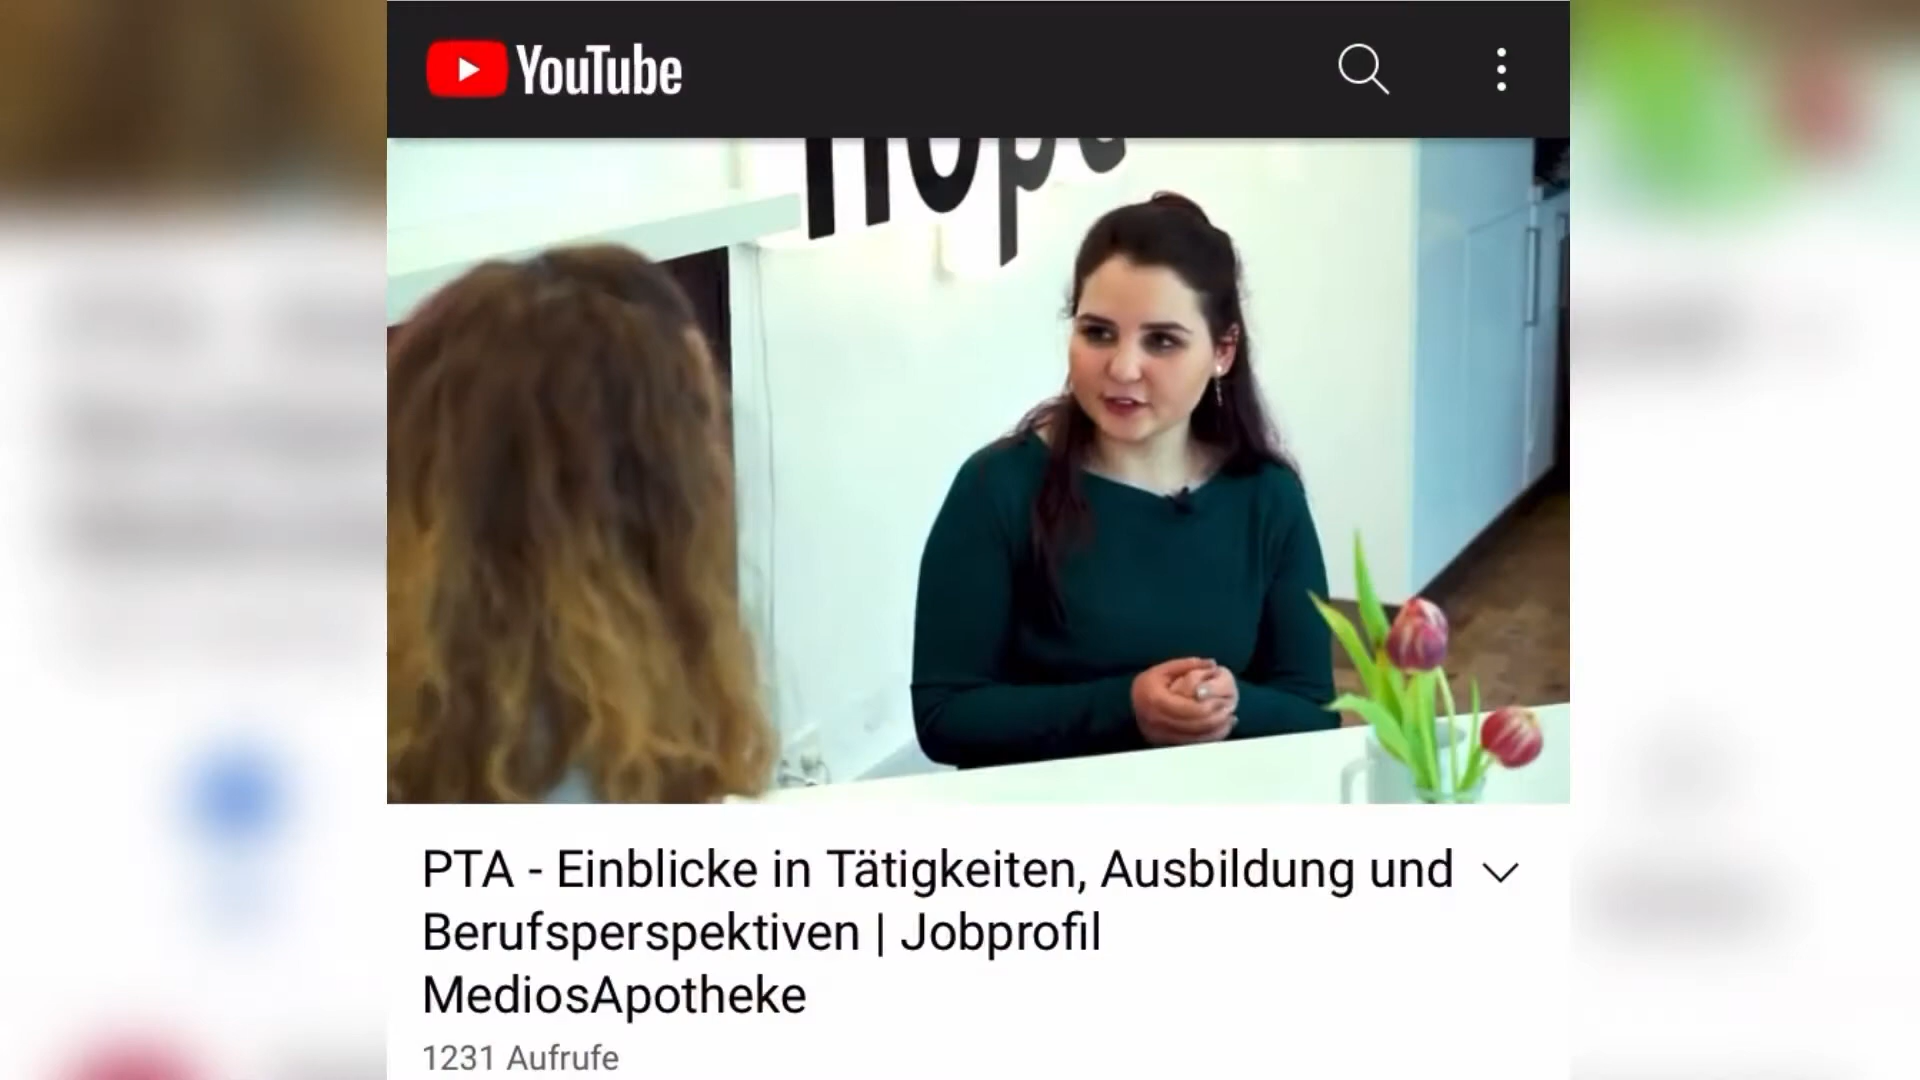 YouTube
PTA - Einblicke in Tätigkeiten, Ausbildung und
Berufsperspektiven | Jobprofil
MediosApotheke
1231 Aufrufe